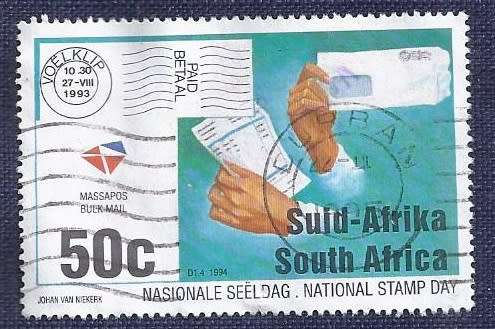 VOËLKLIP
10.30
27-VIII
1993
PAID
BETAAL
MASSAPOS
BULK MAIL
50c
Suid-Afrika
South Africa
D1.4 1994
JOHAN VAN NIEKERK
NASIONALE SEËLDAG . NATIONAL STAMP DAY